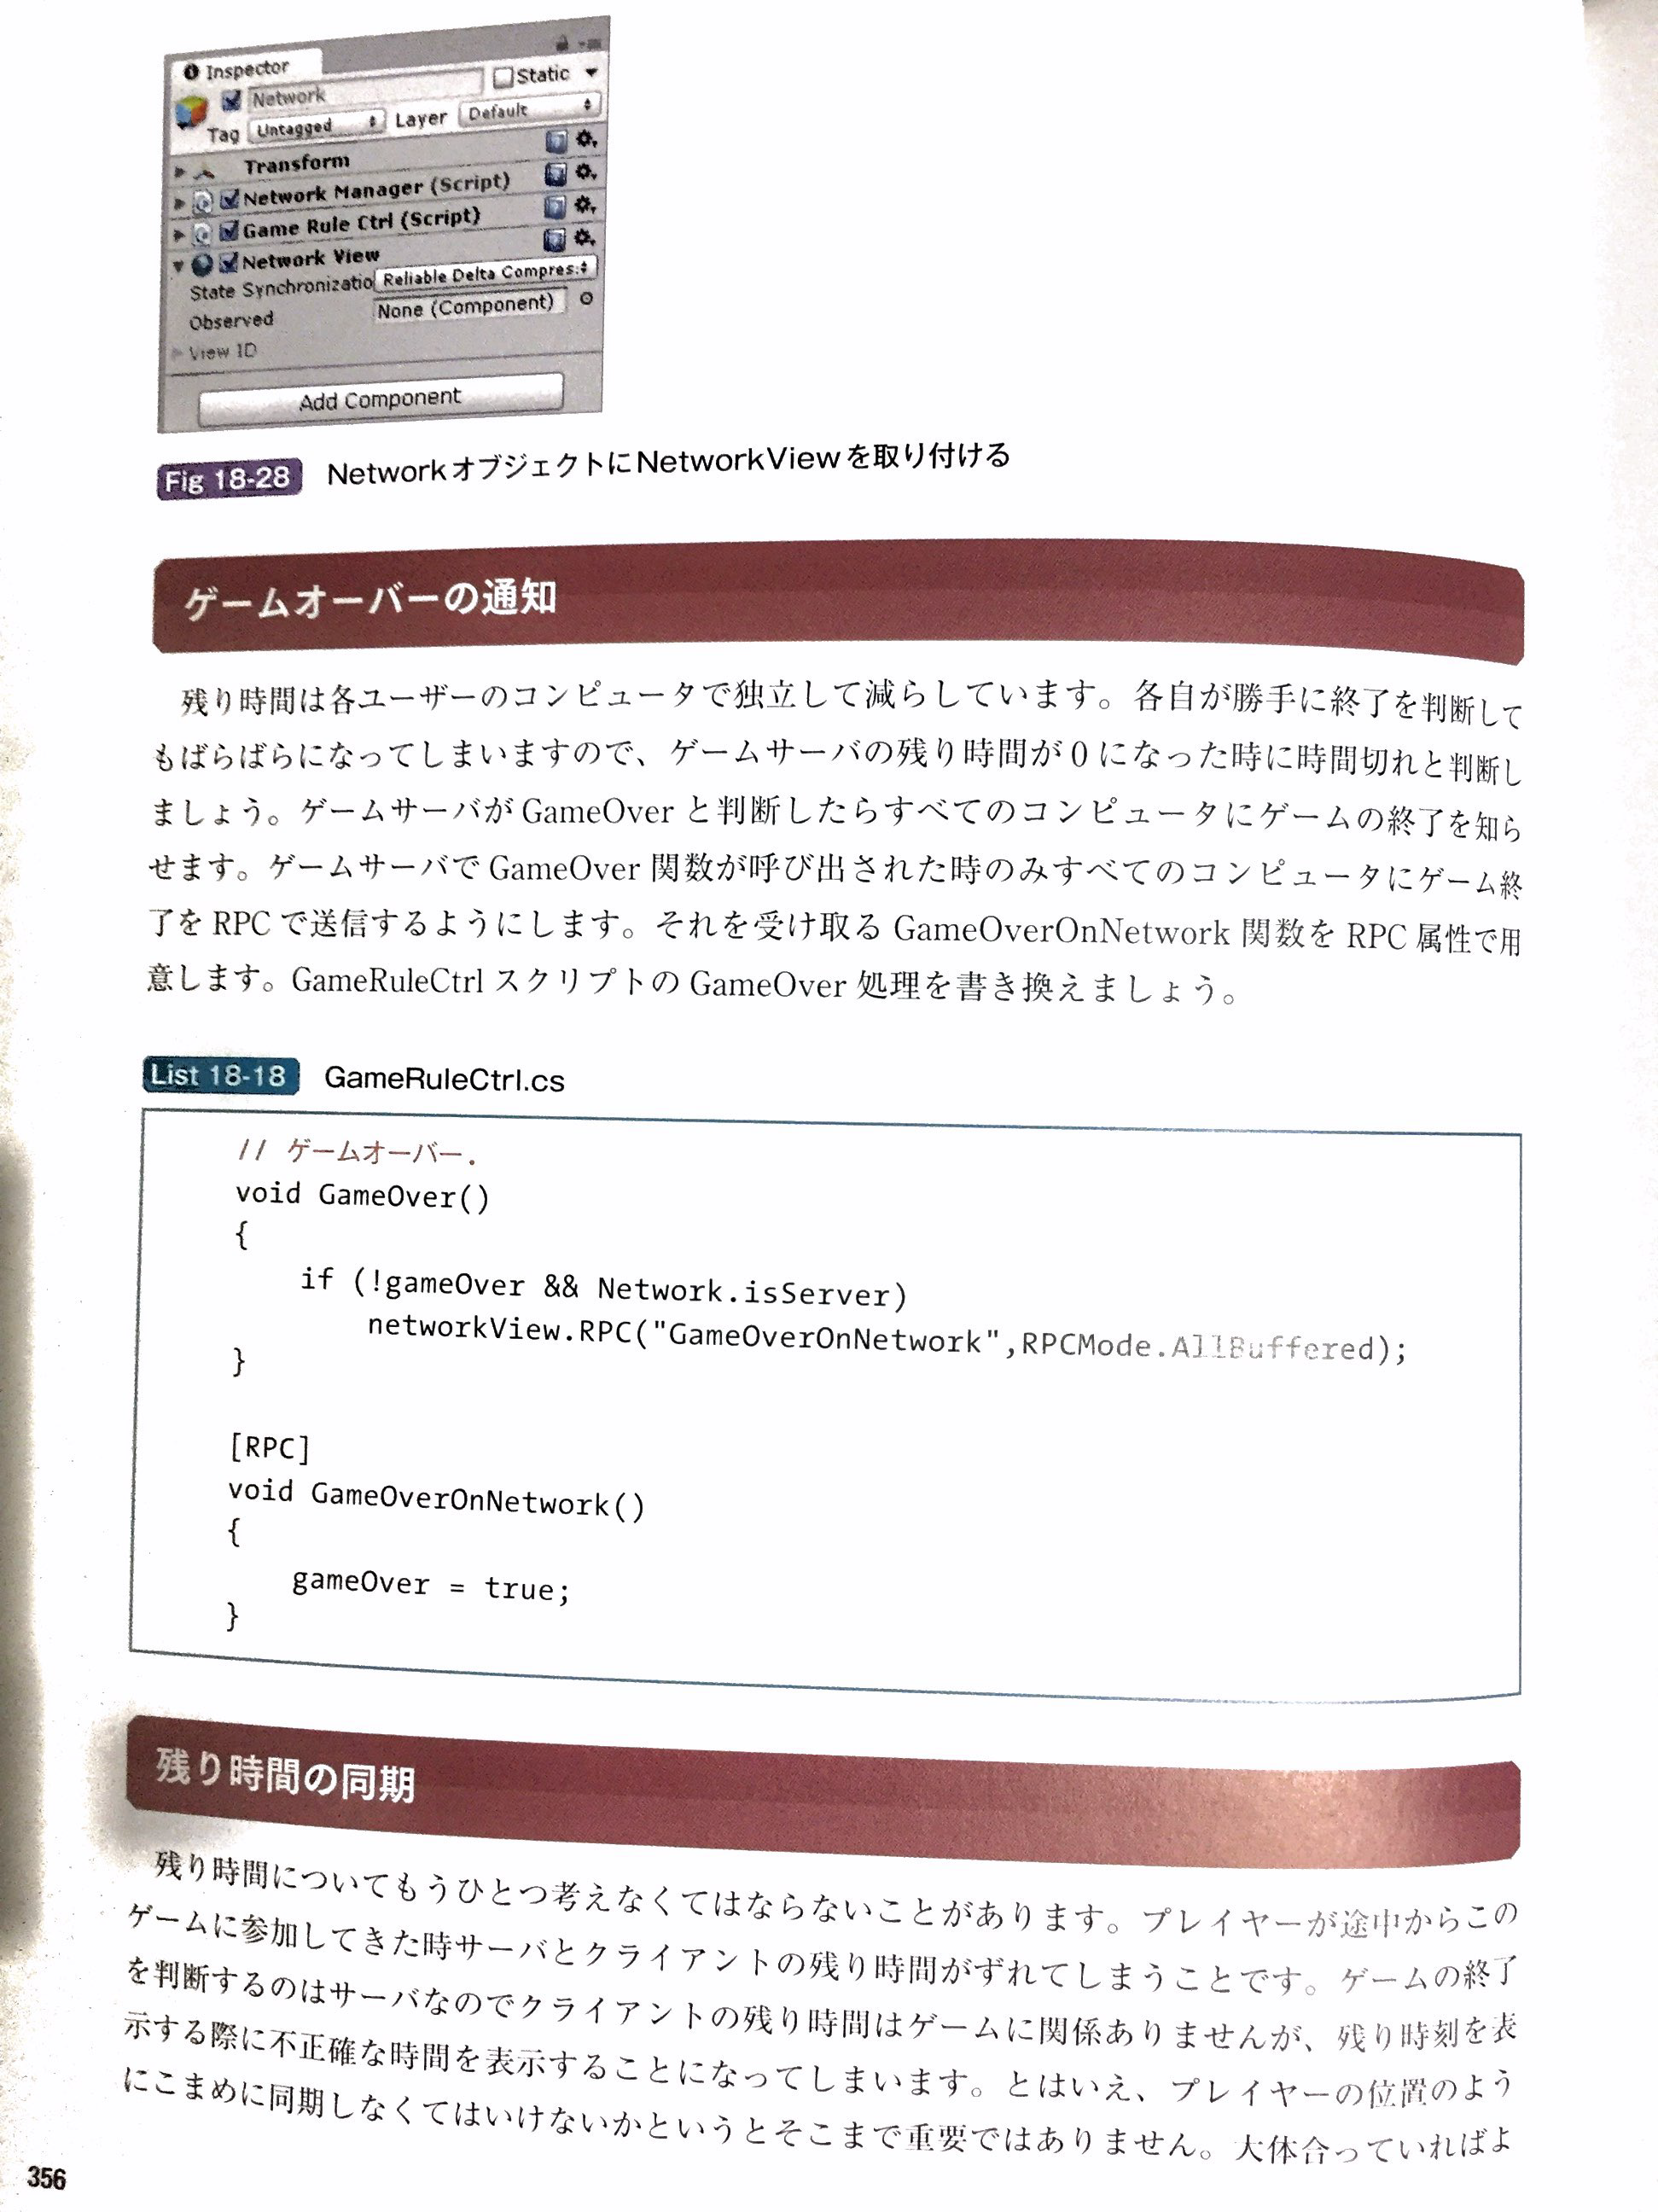 Inspector
Network
Static
Tag Untagged Layer Default
Transform
Network Manager (Script)
Game Rule Ctrl (Script)
Network View
State Synchronizatio Reliable Delta Compres
Observed None (Component)
View ID
Add Component
Fig 18-28 NetworkオブジェクトにNetworkViewを取り付ける
ゲームオーバーの通知
残り時間は各ユーザーのコンピュータで独立して減らしています。各自が勝手に終了を判断して
もばらばらになってしまいますので、ゲームサーバの残り時間が0になった時に時間切れと判断し
ましょう。ゲームサーバがGameOverと判断したらすべてのコンピュータにゲームの終了を知ら
せます。ゲームサーバでGameOver関数が呼び出された時のみすべてのコンピュータにゲーム終
了をRPCで送信するようにします。それを受け取るGameOverOnNetwork関数をRPC属性で用
意します。GameRuleCtrlスクリプトのGameOver処理を書き換えましょう。
List 18-18 GameRuleCtrl.cs
// ゲームオーバー.
void GameOver()
{
if (!gameOver && Network.isServer)
networkView.RPC("GameOverOnNetwork",RPCMode.AllBuffered);
}
[RPC]
void GameOverOnNetwork()
{
gameOver = true;
}
残り時間の同期
残り時間についてもうひとつ考えなくてはならないことがあります。プレイヤーが途中からこの
ゲームに参加してきた時サーバとクライアントの残り時間がずれてしまうことです。ゲームの終了
を判断するのはサーバなのでクライアントの残り時間はゲームに関係ありませんが、残り時刻を表
示する際に不正確な時間を表示することになってしまいます。とはいえ、プレイヤーの位置のよう
にこまめに同期しなくてはいけないかというとそこまで重要ではありません。大体合っていればよ
356